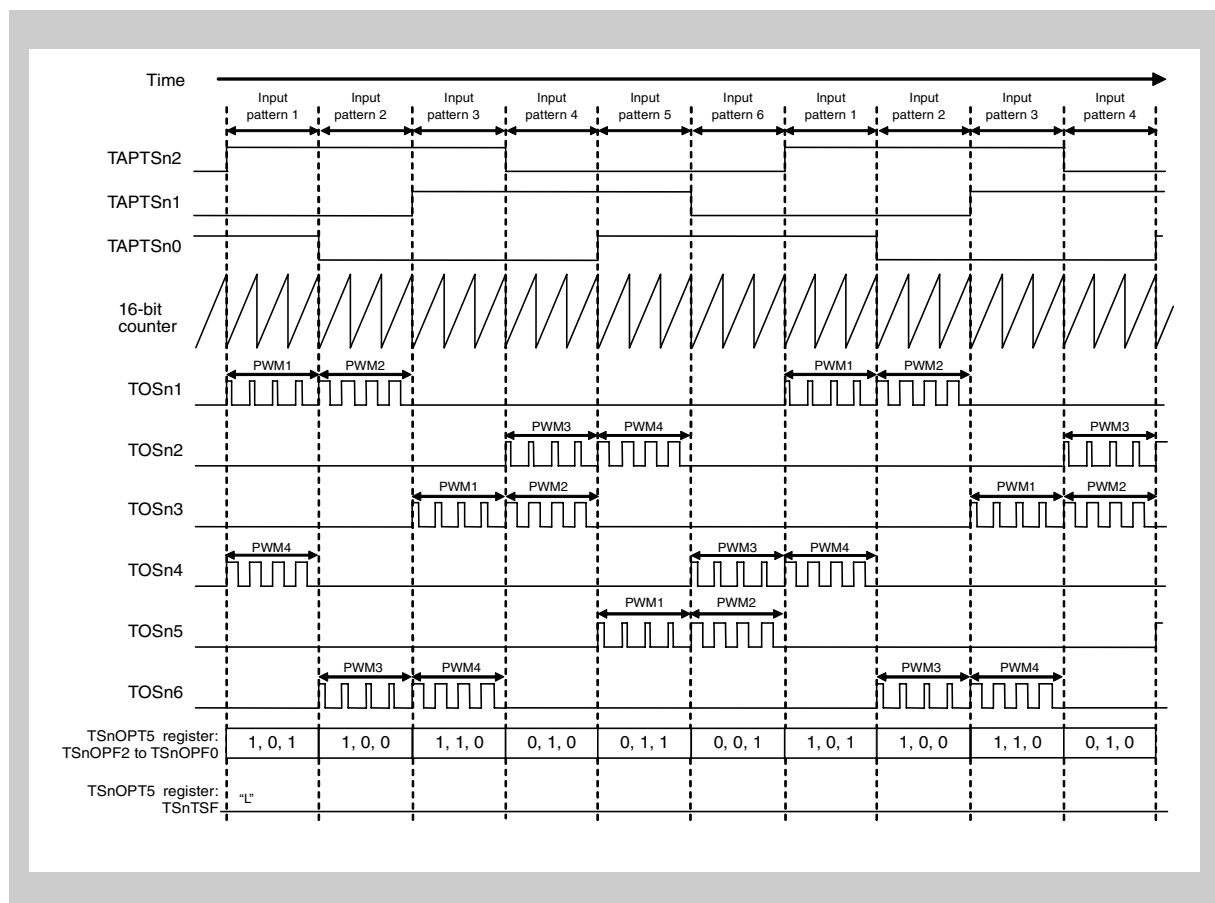 Time
Input
pattern 1
Input
pattern 2
Input
pattern 3
Input
pattern 4
Input
pattern 5
Input
pattern 6
Input
pattern 1
Input
pattern 2
Input
pattern 3
Input
pattern 4
TAPTSn2
TAPTSn1
TAPTSn0
16-bit
counter
TOSn1
PWM1
PWM2
PWM1
PWM2
TOSn2
PWM3
PWM4
PWM3
TOSn3
PWM1
PWM2
PWM1
PWM2
TOSn4
PWM4
PWM3
PWM4
TOSn5
PWM1
PWM2
TOSn6
PWM3
PWM4
PWM3
PWM4
TSnOPT5 register:
TSnOPF2 to TSnOPF0
1, 0, 1
1, 0, 0
1, 1, 0
0, 1, 0
0, 1, 1
0, 0, 1
1, 0, 1
1, 0, 0
1, 1, 0
0, 1, 0
TSnOPT5 register:
TSnTSF
“L”